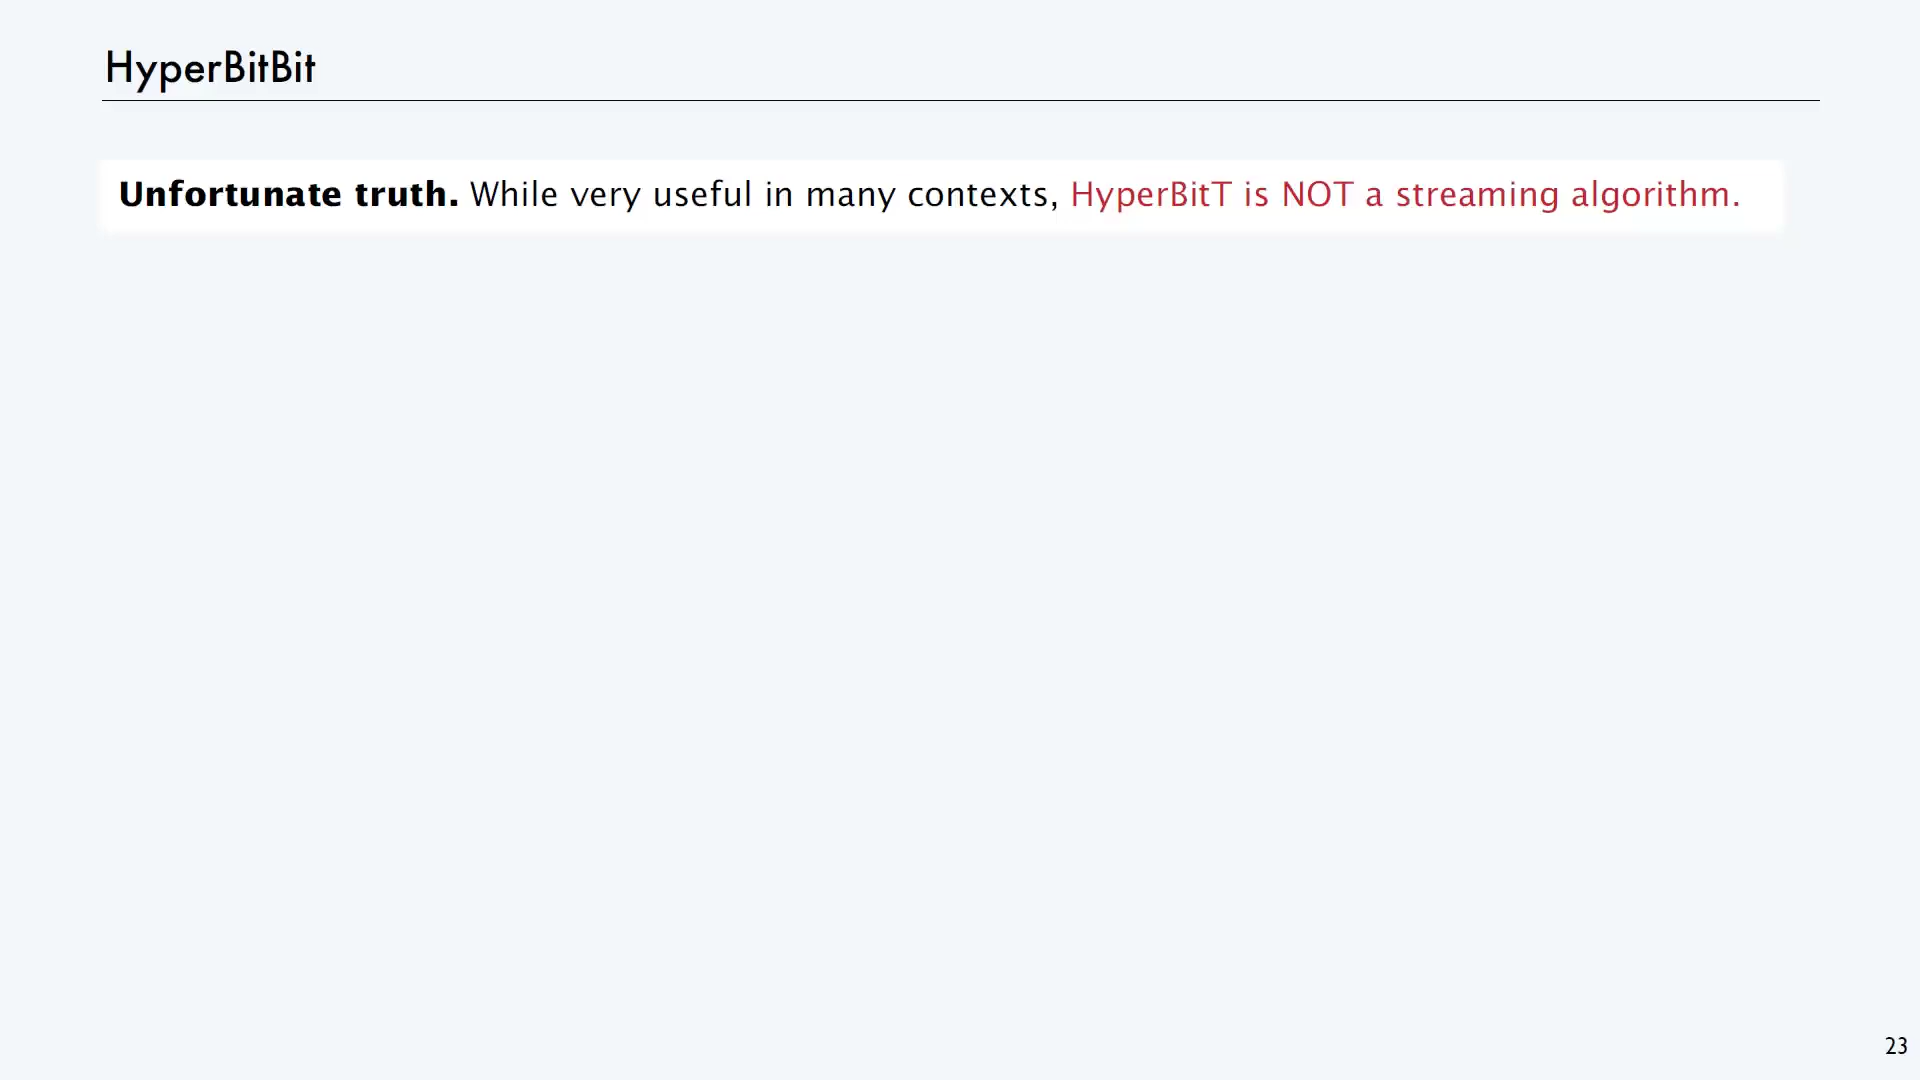 HyperBitBit
Unfortunate truth. While very useful in many contexts, HyperBitT is NOT a streaming algorithm.
23